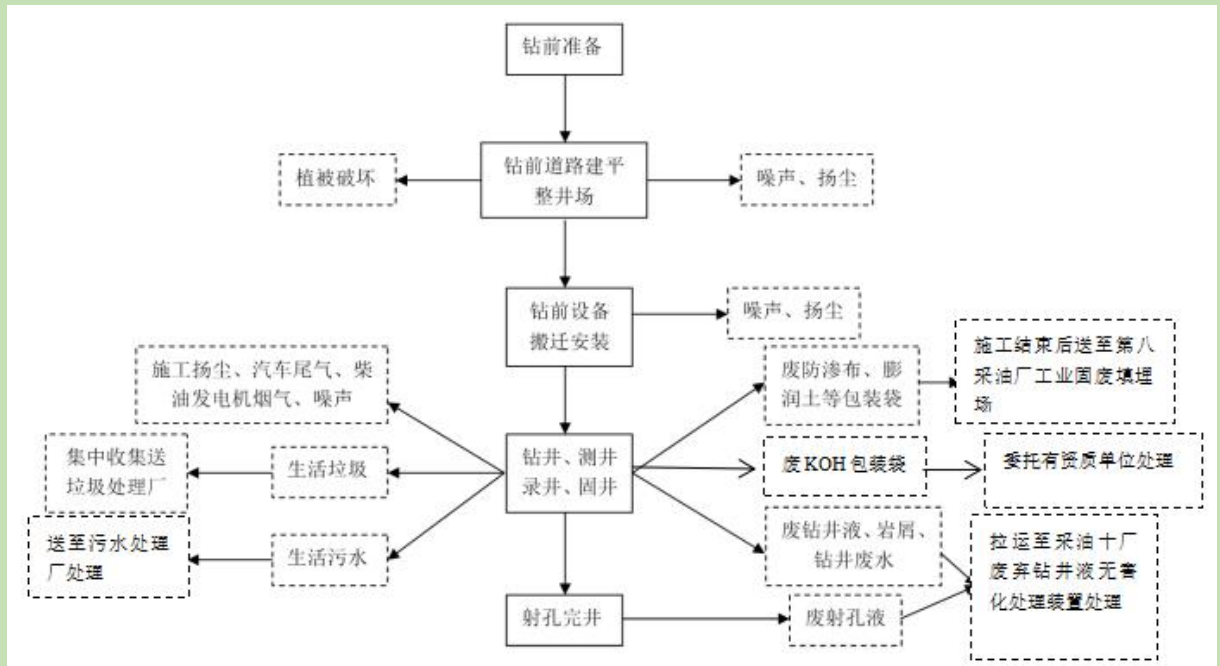 钻前准备
植被破坏
钻前道路建平
整井场
噪声、扬尘
钻前设备
搬迁安装
噪声、扬尘
施工扬尘、汽车尾气、柴
油发电机烟气、噪声
废防渗布、膨
润土等包装袋
施工结束后送至第八
采油厂工业固废填埋
场
集中收集送
垃圾处理厂
生活垃圾
钻井、测井
录井、固井
废KOH包装袋
委托有资质单位处理
送至污水处理
厂处理
生活污水
废钻井液、岩屑、
钻井废水
拉运至采油十厂
废弃钻井液无害
化处理装置处理
射孔完井
废射孔液